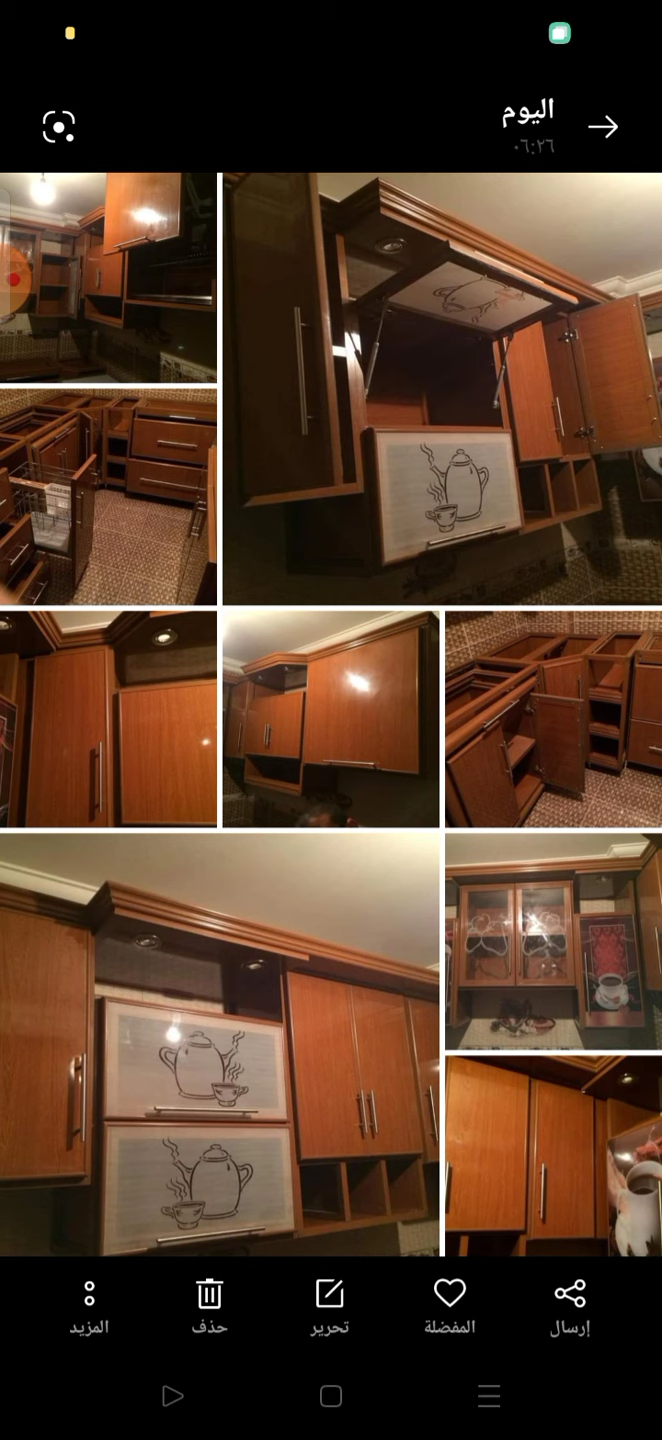 اليوم
٠٦:٢٦
إرسال
المفضلة
تحرير
حذف
المزيد